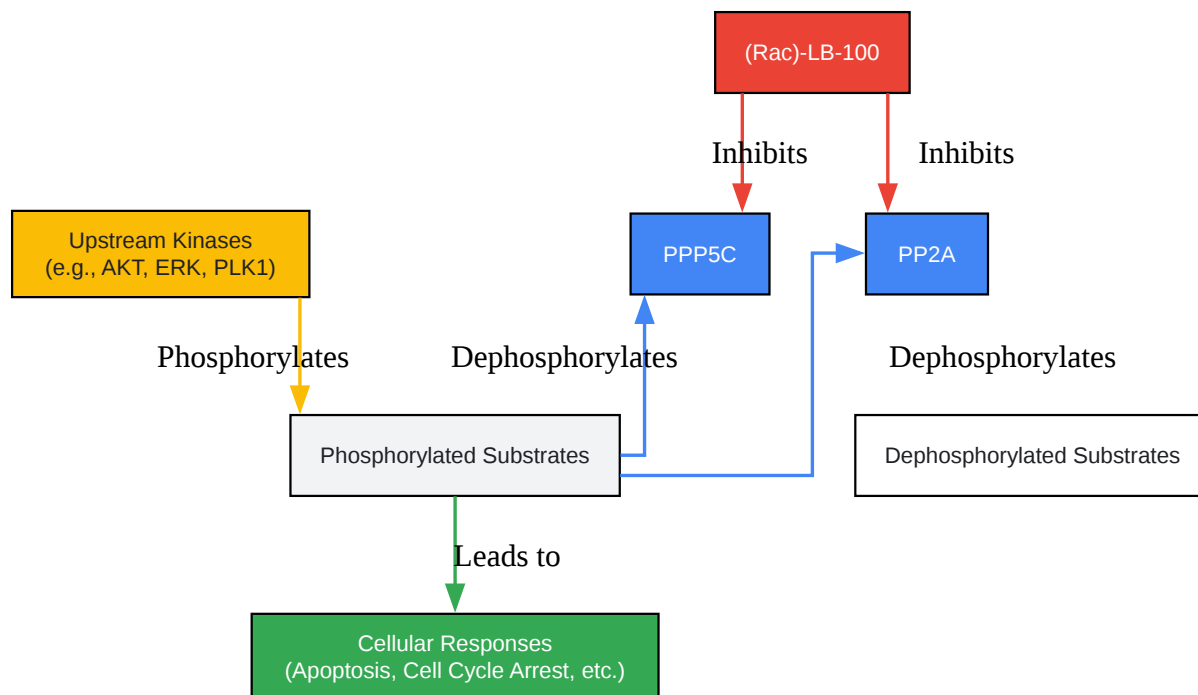 (Rac)-LB-100
Inhibits
Inhibits
Upstream Kinases
(e.g., AKT, ERK, PLK1)
PPP5C
PP2A
Phosphorylates
Dephosphorylates
Dephosphorylates
Phosphorylated Substrates
Dephosphorylated Substrates
Leads to
Cellular Responses
(Apoptosis, Cell Cycle Arrest, etc.)